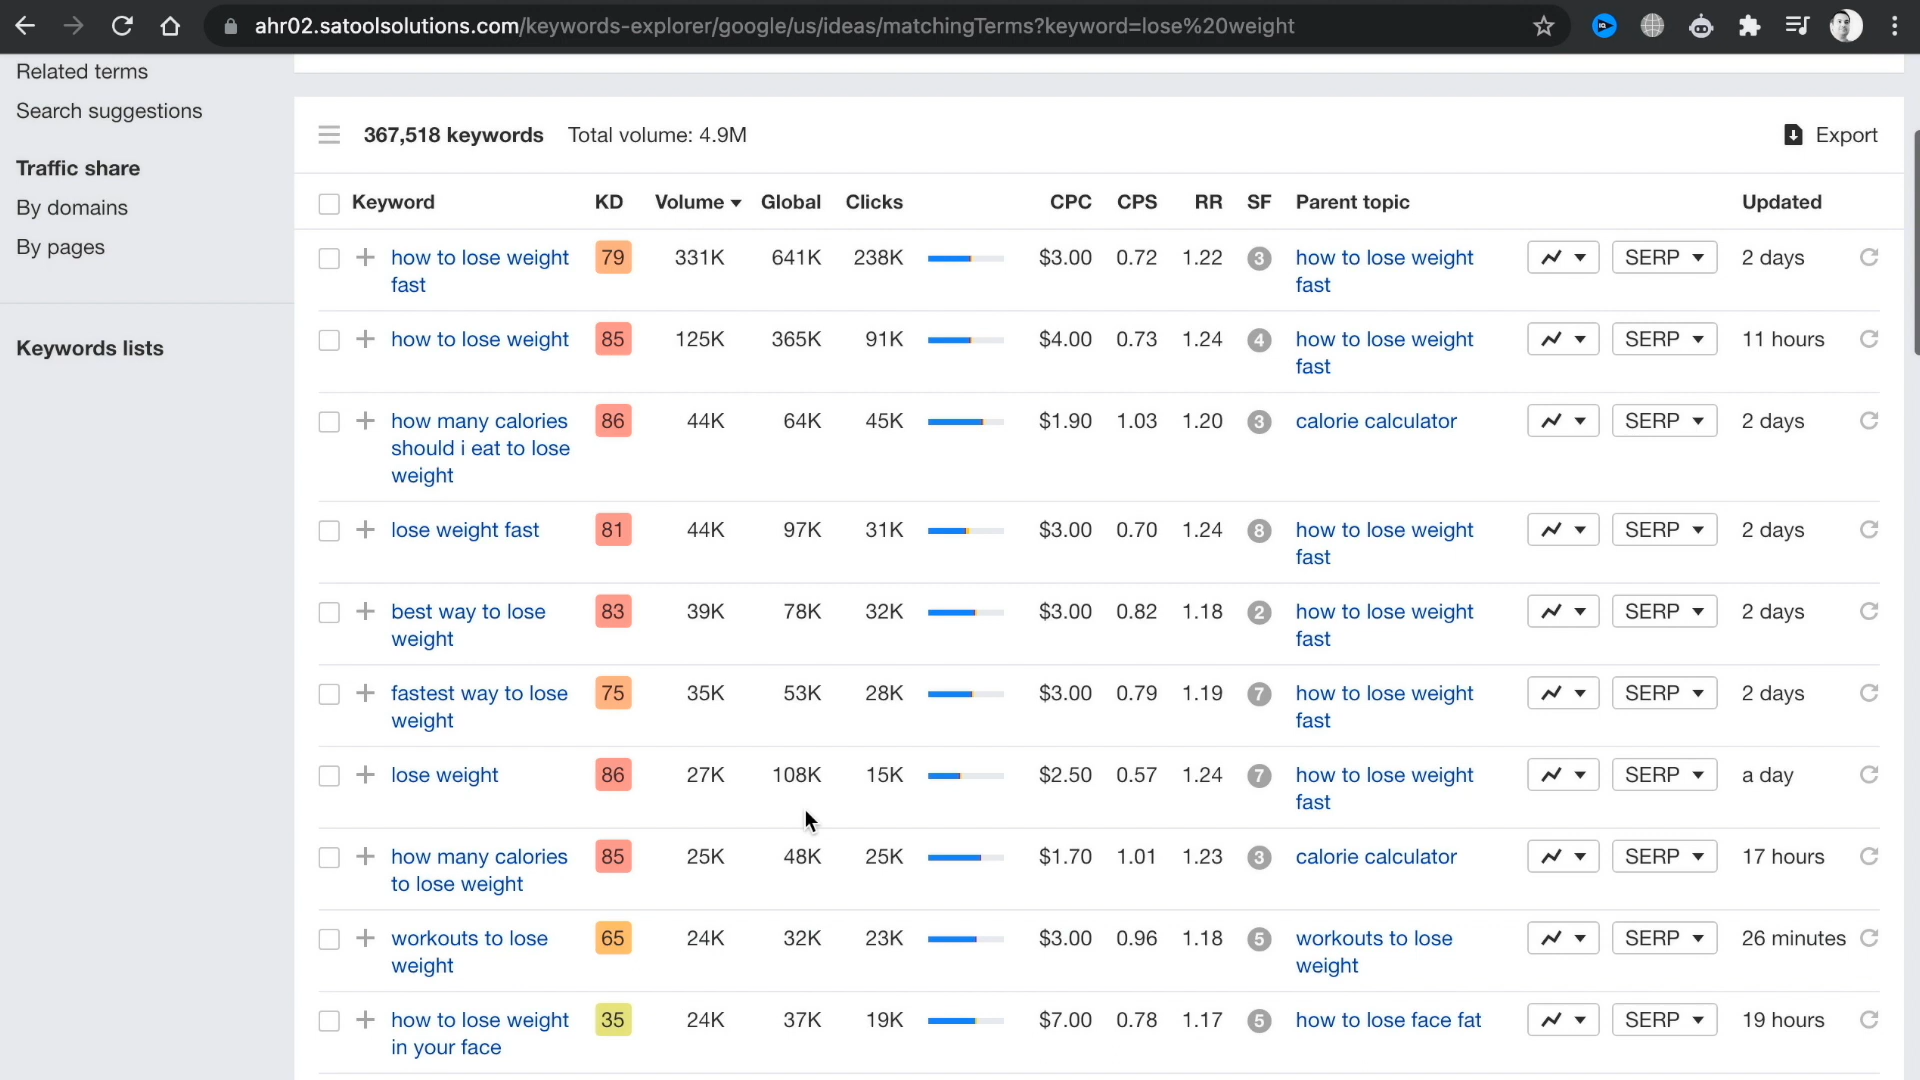 ahr02.satoolsolutions.com/keywords-explorer/google/us/ideas/matchingTerms?keyword=lose%20weight
Related terms
Search suggestions
Traffic share
By domains
By pages
Keywords lists
367,518 keywords Total volume: 4.9M Export
Keyword KD Volume Global Clicks CPC CPS RR SF Parent topic Updated
how to lose weight 79 331K 641K 238K $3.00 0.72 1.22 3 how to lose weight SERP 2 days
fast fast
how to lose weight 85 125K 365K 91K $4.00 0.73 1.24 4 how to lose weight SERP 11 hours
fast
how many calories 86 44K 64K 45K $1.90 1.03 1.20 3 calorie calculator SERP 2 days
should i eat to lose
weight
lose weight fast 81 44K 97K 31K $3.00 0.70 1.24 8 how to lose weight SERP 2 days
fast
best way to lose 83 39K 78K 32K $3.00 0.82 1.18 2 how to lose weight SERP 2 days
weight fast
fastest way to lose 75 35K 53K 28K $3.00 0.79 1.19 7 how to lose weight SERP 2 days
weight fast
lose weight 86 27K 108K 15K $2.50 0.57 1.24 7 how to lose weight SERP a day
fast
how many calories 85 25K 48K 25K $1.70 1.01 1.23 3 calorie calculator SERP 17 hours
to lose weight
workouts to lose 65 24K 32K 23K $3.00 0.96 1.18 5 workouts to lose SERP 26 minutes
weight weight
how to lose weight 35 24K 37K 19K $7.00 0.78 1.17 5 how to lose face fat SERP 19 hours
in your face